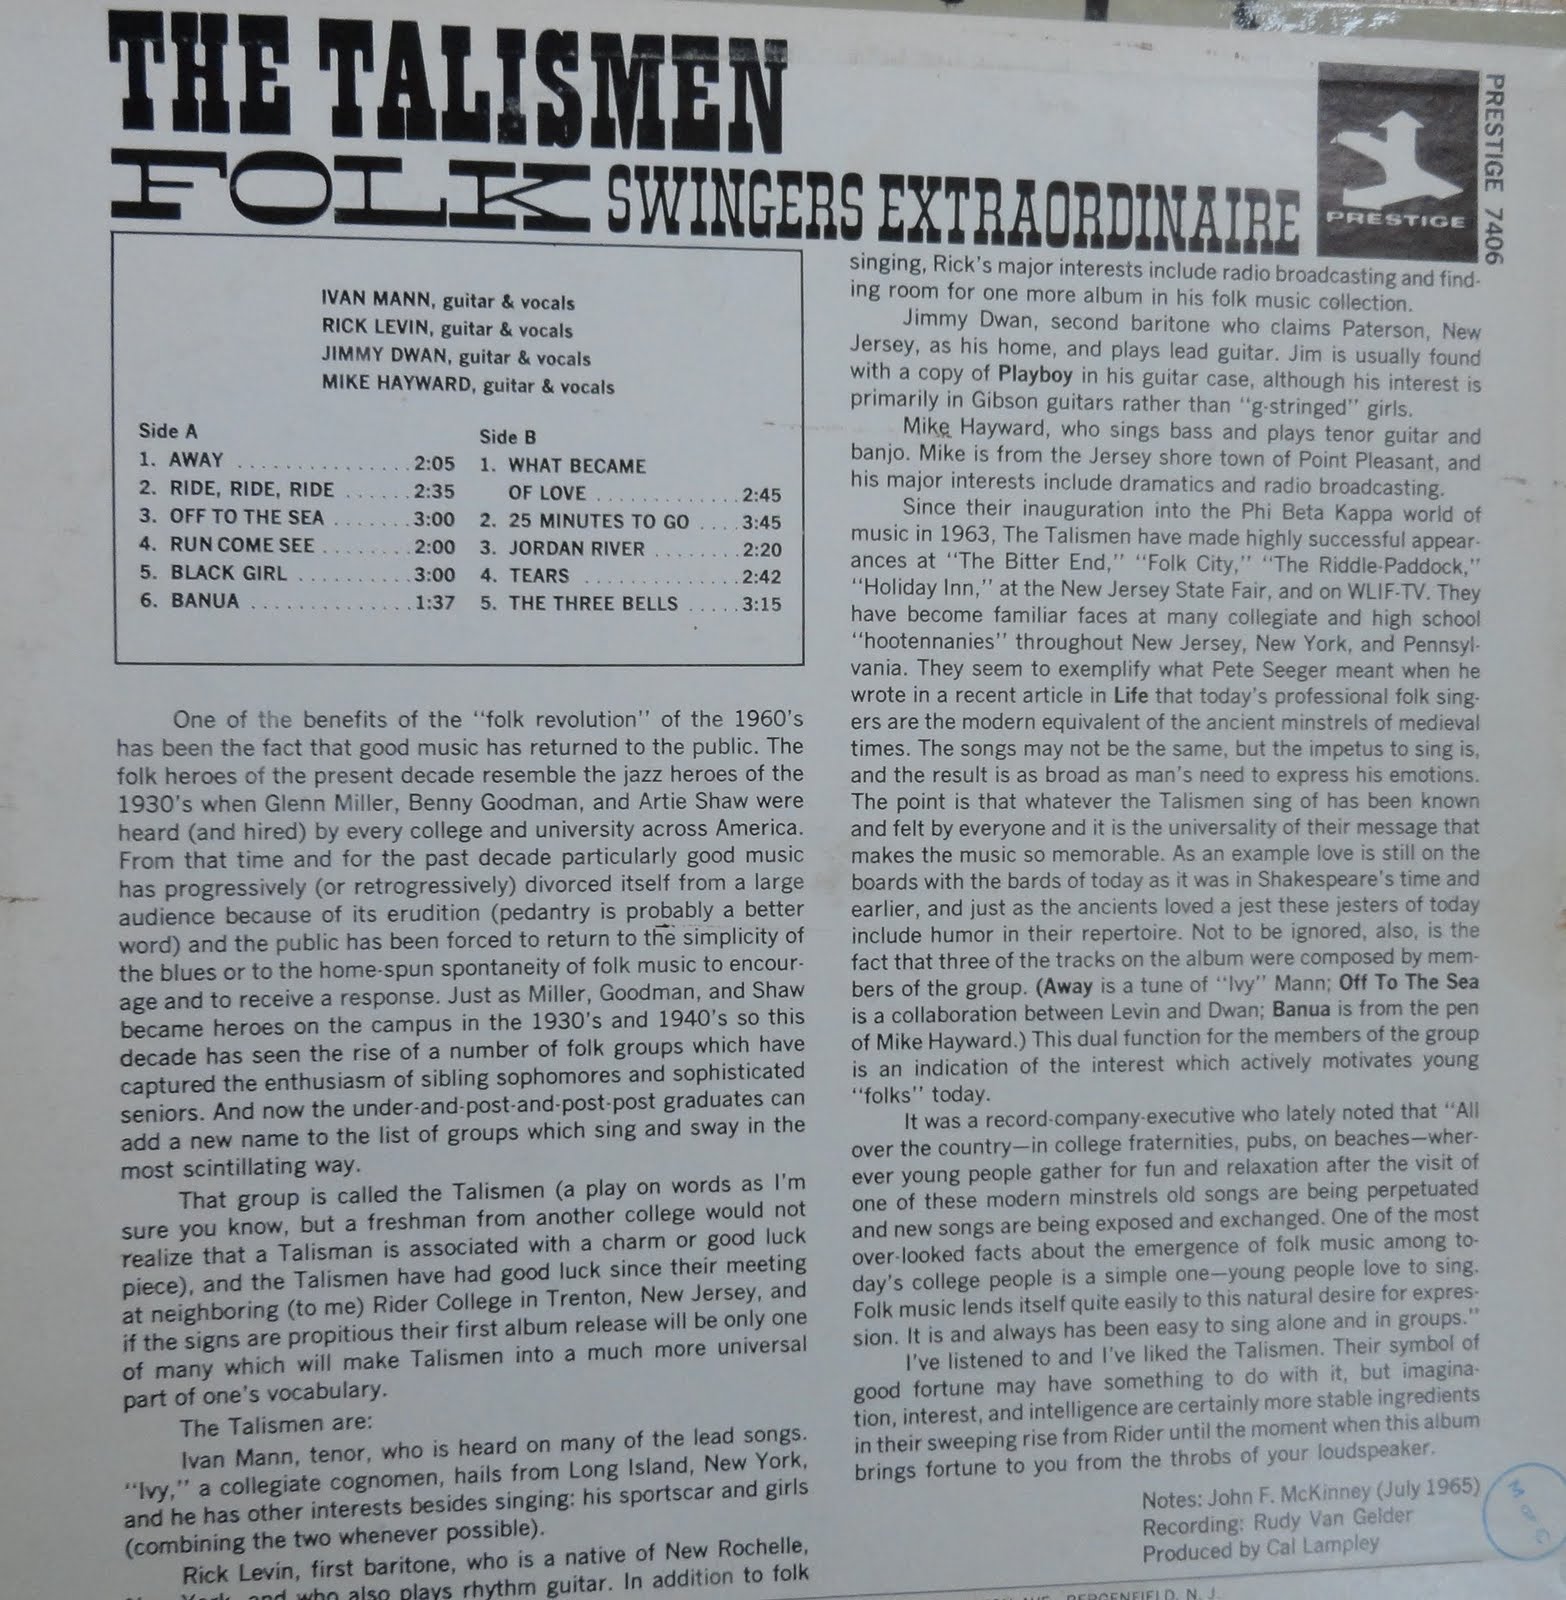 THE TALISMEN
FOLK SWINGERS EXTRAORDINAIRE
PRESTIGE
PRESTIGE 7406
IVAN MANN, guitar & vocals
RICK LEVIN, guitar & vocals
JIMMY DWAN, guitar & vocals
MIKE HAYWARD, guitar & vocals
Side A
1. AWAY ............... 2:05
2. RIDE, RIDE, RIDE ...... 2:35
3. OFF TO THE SEA ....... 3:00
4. RUN COME SEE ........ 2:00
5. BLACK GIRL .......... 3:00
6. BANUA .............. 1:37
Side B
1. WHAT BECAME
OF LOVE ............ 2:45
2. 25 MINUTES TO GO .... 3:45
3. JORDAN RIVER ........ 2:20
4. TEARS .............. 2:42
5. THE THREE BELLS ..... 3:15
One of the benefits of the "folk revolution" of the 1960's
has been the fact that good music has returned to the public. The
folk heroes of the present decade resemble the jazz heroes of the
1930's when Glenn Miller, Benny Goodman, and Artie Shaw were
heard (and hired) by every college and university across America.
From that time and for the past decade particularly good music
has progressively (or retrogressively) divorced itself from a large
audience because of its erudition (pedantry is probably a better
word) and the public has been forced to return to the simplicity of
the blues or to the home-spun spontaneity of folk music to encour-
age and to receive a response. Just as Miller, Goodman, and Shaw
became heroes on the campus in the 1930's and 1940's so this
decade has seen the rise of a number of folk groups which have
captured the enthusiasm of sibling sophomores and sophisticated
seniors. And now the under-and-post-and-post-post graduates can
add a new name to the list of groups which sing and sway in the
most scintillating way.
That group is called the Talismen (a play on words as I'm
sure you know, but a freshman from another college would not
realize that a Talisman is associated with a charm or good luck
piece), and the Talismen have had good luck since their meeting
at neighboring (to me) Rider College in Trenton, New Jersey, and
if the signs are propitious their first album release will be only one
of many which will make Talismen into a much more universal
part of one's vocabulary.
The Talismen are:
Ivan Mann, tenor, who is heard on many of the lead songs.
"Ivy," a collegiate cognomen, hails from Long Island, New York,
and he has other interests besides singing: his sportscar and girls
(combining the two whenever possible).
Rick Levin, first baritone, who is a native of New Rochelle,
York, and who also plays rhythm guitar. In addition to folk
singing, Rick's major interests include radio broadcasting and find-
ing room for one more album in his folk music collection.
Jimmy Dwan, second baritone who claims Paterson, New
Jersey, as his home, and plays lead guitar. Jim is usually found
with a copy of Playboy in his guitar case, although his interest is
primarily in Gibson guitars rather than "g-stringed" girls.
Mike Hayward, who sings bass and plays tenor guitar and
banjo. Mike is from the Jersey shore town of Point Pleasant, and
his major interests include dramatics and radio broadcasting.
Since their inauguration into the Phi Beta Kappa world of
music in 1963, The Talismen have made highly successful appear-
ances at "The Bitter End," "Folk City," "The Riddle-Paddock,"
"Holiday Inn," at the New Jersey State Fair, and on WLIF-TV. They
have become familiar faces at many collegiate and high school
"hootennanies" throughout New Jersey, New York, and Pennsyl-
vania. They seem to exemplify what Pete Seeger meant when he
wrote in a recent article in Life that today's professional folk sing-
ers are the modern equivalent of the ancient minstrels of medieval
times. The songs may not be the same, but the impetus to sing is,
and the result is as broad as man's need to express his emotions.
The point is that whatever the Talismen sing of has been known
and felt by everyone and it is the universality of their message that
makes the music so memorable. As an example love is still on the
boards with the bards of today as it was in Shakespeare's time and
earlier, and just as the ancients loved a jest these jesters of today
include humor in their repertoire. Not to be ignored, also, is the
fact that three of the tracks on the album were composed by mem-
bers of the group. (Away is a tune of "Ivy" Mann; Off To The Sea
is a collaboration between Levin and Dwan; Banua is from the pen
of Mike Hayward.) This dual function for the members of the group
is an indication of the interest which actively motivates young
"folks" today.
It was a record-company-executive who lately noted that "All
over the country—in college fraternities, pubs, on beaches—wher-
ever young people gather for fun and relaxation after the visit of
one of these modern minstrels old songs are being perpetuated
and new songs are being exposed and exchanged. One of the most
over-looked facts about the emergence of folk music among to-
day's college people is a simple one—young people love to sing.
Folk music lends itself quite easily to this natural desire for expres-
sion. It is and always has been easy to sing alone and in groups."
I've listened to and I've liked the Talismen. Their symbol of
good fortune may have something to do with it, but imagina-
tion, interest, and intelligence are certainly more stable ingredients
in their sweeping rise from Rider until the moment when this album
brings fortune to you from the throbs of your loudspeaker.
Notes: John F. McKinney (July 1965)
Recording: Rudy Van Gelder
Produced by Cal Lampley
BERGENFIELD, N. J.